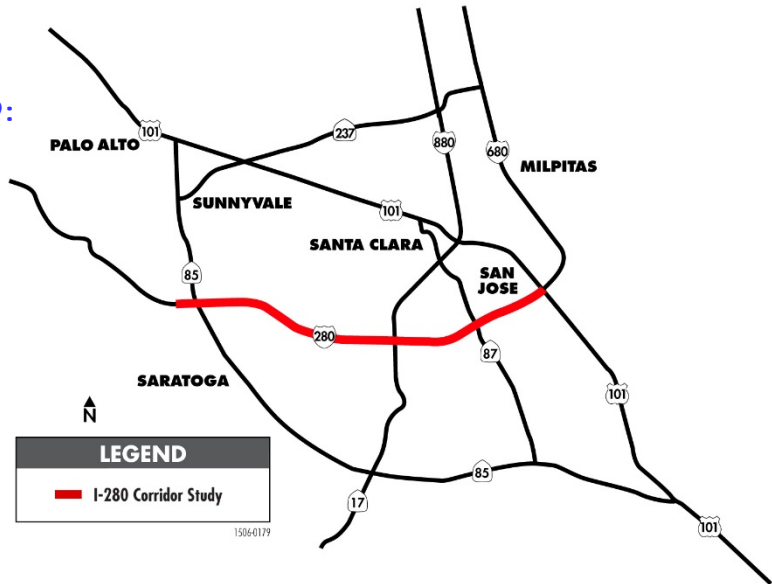 9:
101
237
880
PALO ALTO
680
MILPITAS
SUNNYVALE
101
SANTA CLARA
SAN
JOSE
85
280
87
SARATOGA
101
N
LEGEND
I-280 Corridor Study
85
17
101
1506-0179